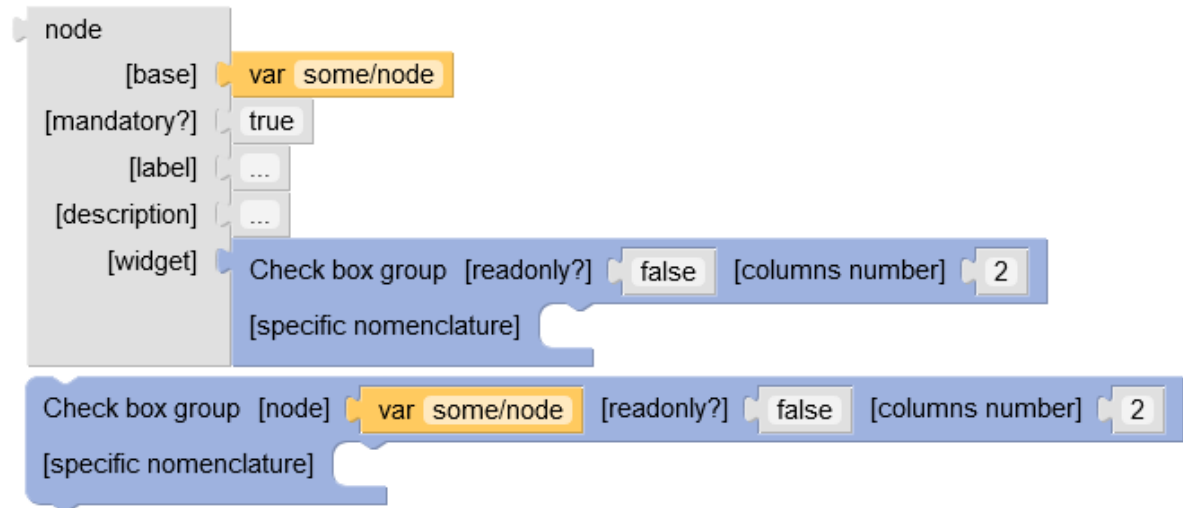 node
[base] var some/node
[mandatory?] true
[label] ...
[description] ...
[widget] Check box group [readonly?] false [columns number] 2
[specific nomenclature]
Check box group [node] var some/node [readonly?] false [columns number] 2
[specific nomenclature]